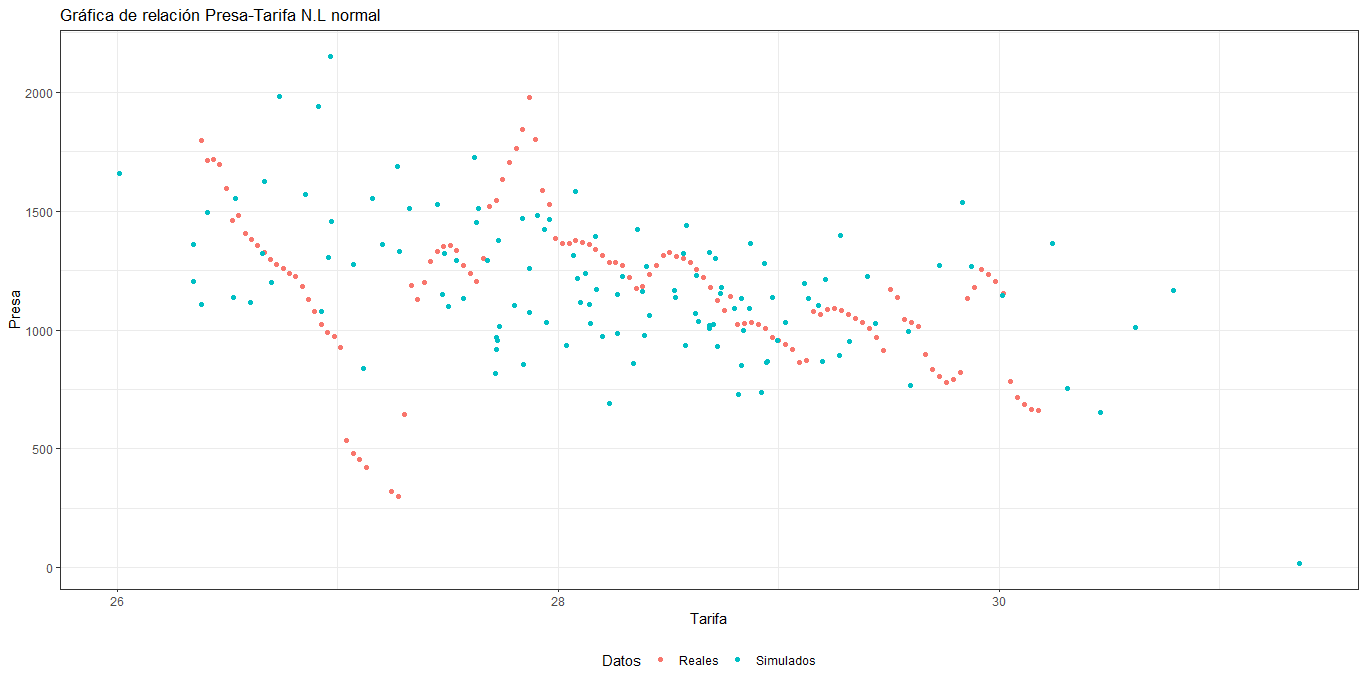 Gráfica de relación Presa-Tarifa N.L normal
Presa
2000
1500
1000
500
0
26 28 30
Tarifa
Datos Reales Simulados